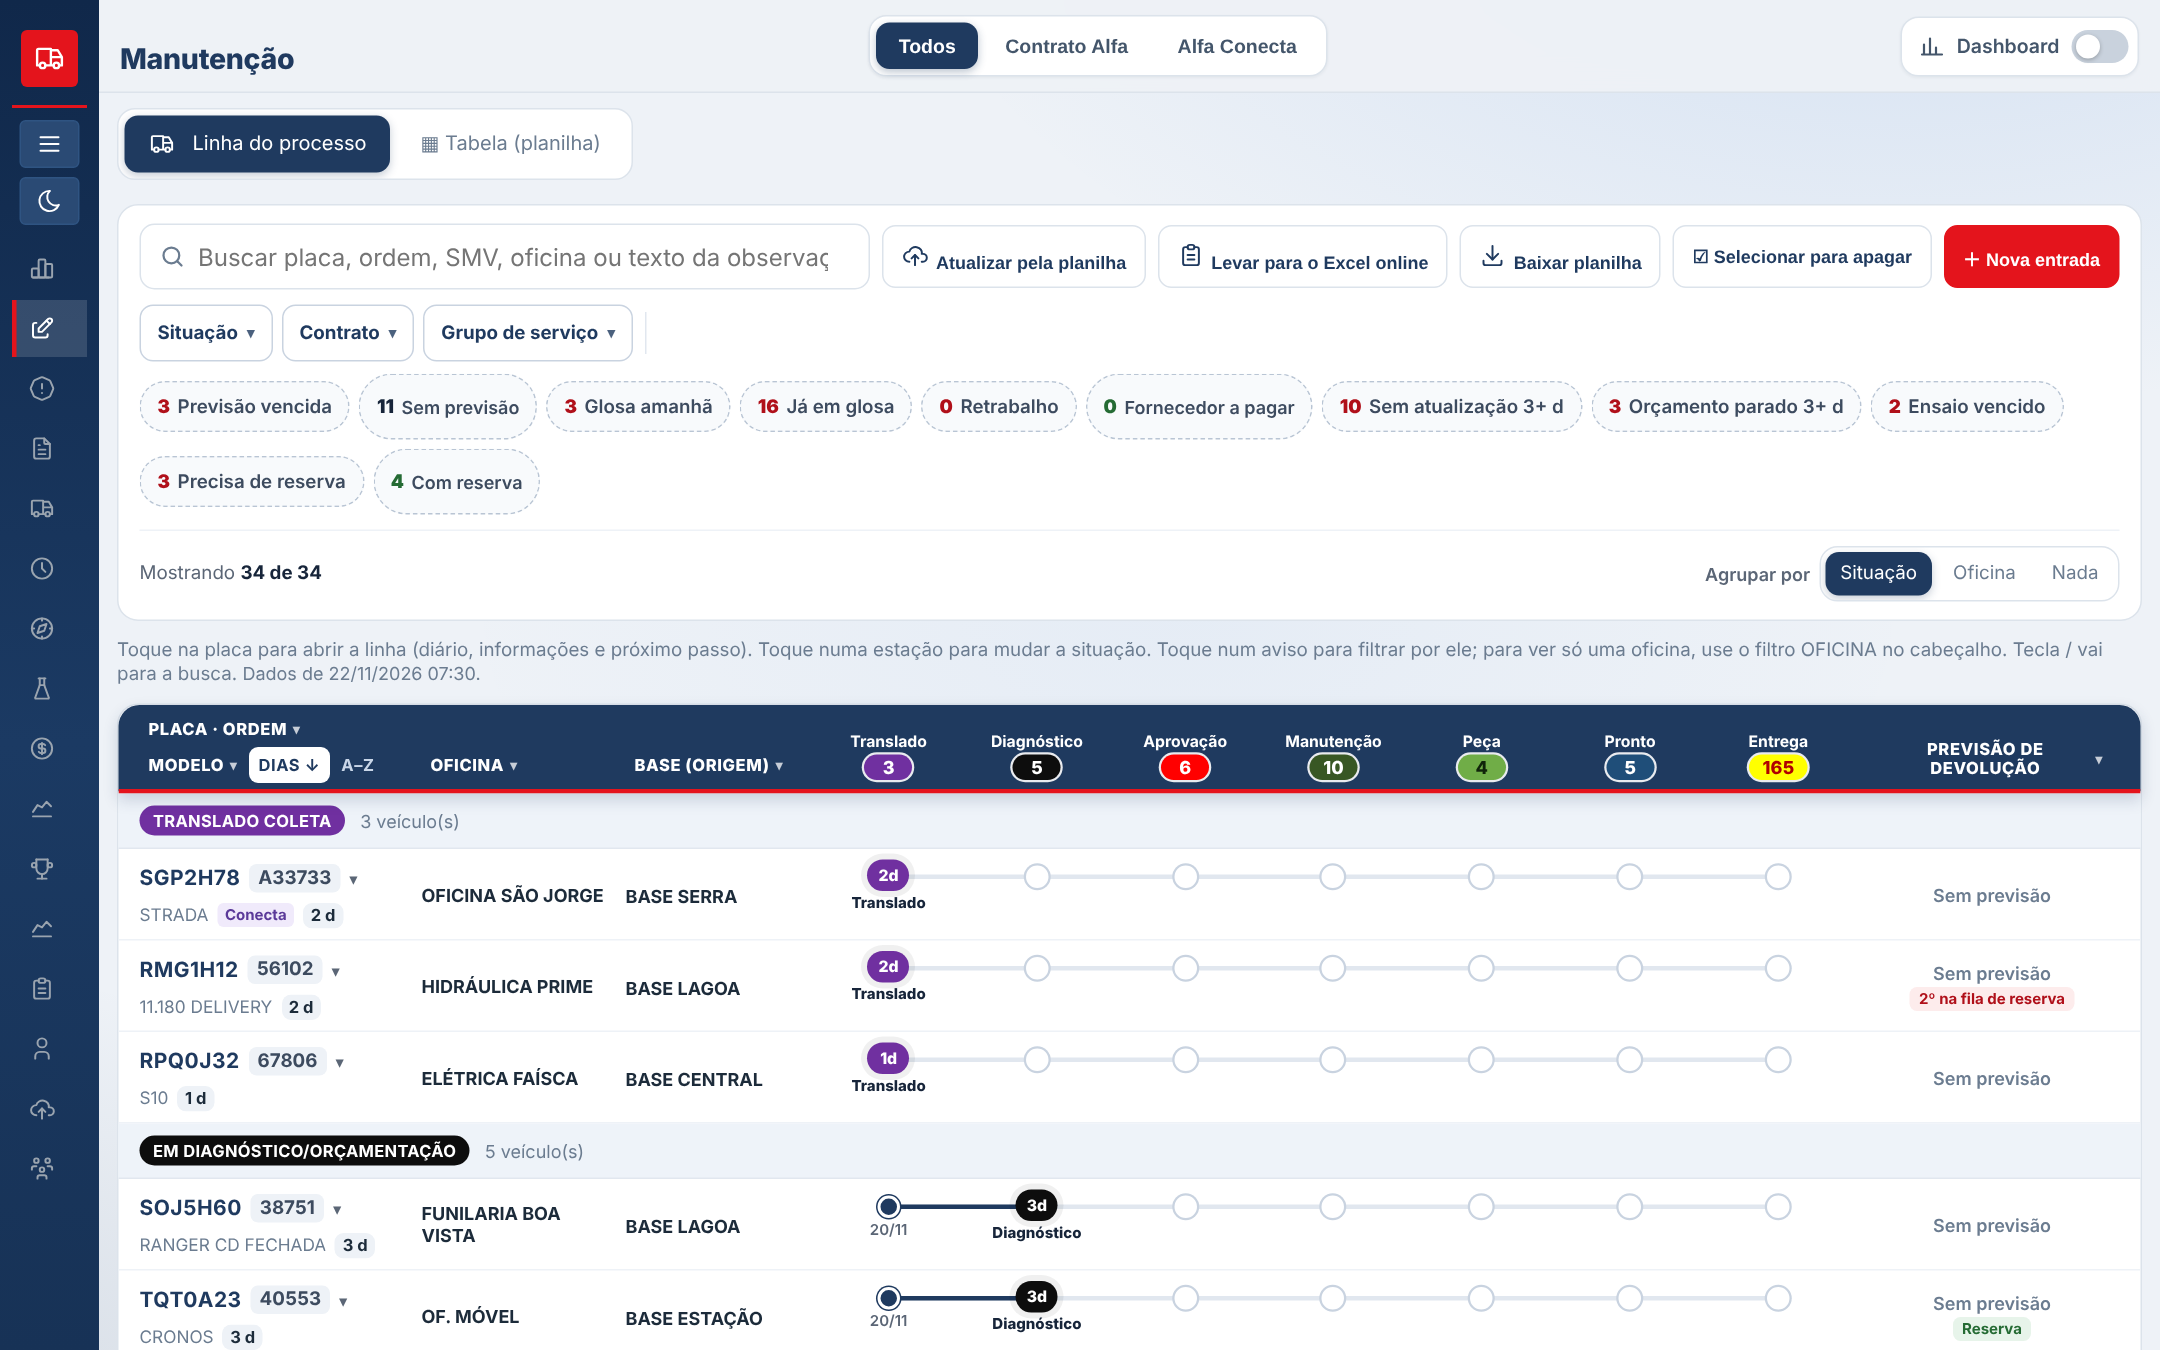 Manutenção
Todos
Contrato Alfa
Alfa Conecta
Dashboard
Linha do processo
Tabela (planilha)
Buscar placa, ordem, SMV, oficina ou texto da observaç
Atualizar pela planilha
Levar para o Excel online
Baixar planilha
☑ Selecionar para apagar
+ Nova entrada
Situação ▾
Contrato ▾
Grupo de serviço ▾
3 Previsão vencida
11 Sem previsão
3 Glosa amanhã
16 Já em glosa
0 Retrabalho
0 Fornecedor a pagar
10 Sem atualização 3+ d
3 Orçamento parado 3+ d
2 Ensaio vencido
3 Precisa de reserva
4 Com reserva
Mostrando 34 de 34
Agrupar por
Situação
Oficina
Nada
Toque na placa para abrir a linha (diário, informações e próximo passo). Toque numa estação para mudar a situação. Toque num aviso para filtrar por ele; para ver só uma oficina, use o filtro OFICINA no cabeçalho. Tecla / vai
para a busca. Dados de 22/11/2026 07:30.
PLACA · ORDEM ▾
MODELO ▾
DIAS ↓
A–Z
OFICINA ▾
BASE (ORIGEM) ▾
Translado
3
Diagnóstico
5
Aprovação
6
Manutenção
10
Peça
4
Pronto
5
Entrega
165
PREVISÃO DE
DEVOLUÇÃO ▾
TRANSLADO COLETA
3 veículo(s)
SGP2H78 A33733 ▾
STRADA Conecta 2 d
OFICINA SÃO JORGE
BASE SERRA
2d
Translado
Sem previsão
RMG1H12 56102 ▾
11.180 DELIVERY 2 d
HIDRÁULICA PRIME
BASE LAGOA
2d
Translado
Sem previsão
2º na fila de reserva
RPQ0J32 67806 ▾
S10 1 d
ELÉTRICA FAÍSCA
BASE CENTRAL
1d
Translado
Sem previsão
EM DIAGNÓSTICO/ORÇAMENTAÇÃO
5 veículo(s)
SOJ5H60 38751 ▾
RANGER CD FECHADA 3 d
FUNILARIA BOA
VISTA
BASE LAGOA
20/11
3d
Diagnóstico
Sem previsão
TQT0A23 40553 ▾
CRONOS 3 d
OF. MÓVEL
BASE ESTAÇÃO
20/11
3d
Diagnóstico
Sem previsão
Reserva